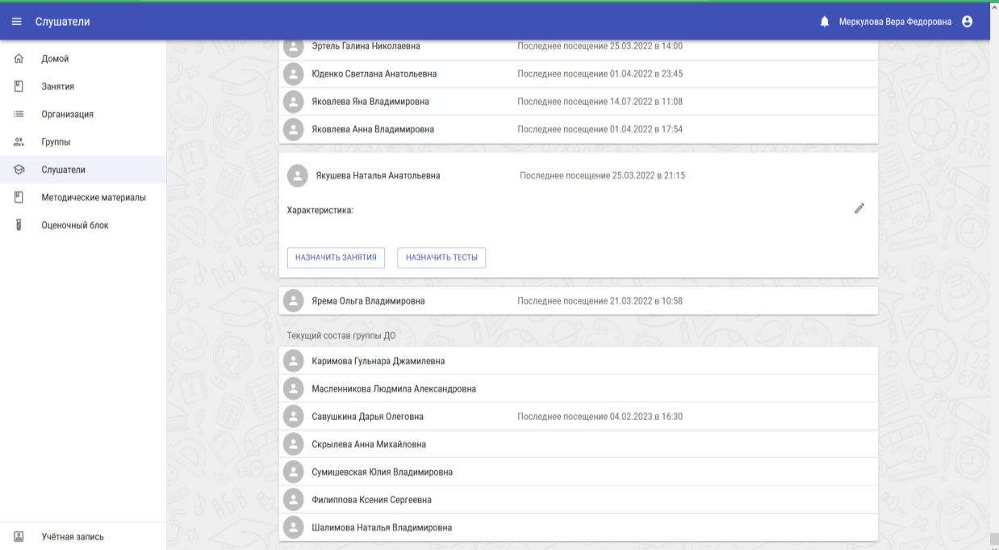 Слушатели
Меркулова Вера Федоровна
Домой
Занятия
Организация
Группы
Слушатели
Методические материалы
Оценочный блок
Учётная запись
Эртель Галина Николаевна Последнее посещение 25.03.2022 в 14:00
Юденко Светлана Анатольевна Последнее посещение 01.04.2022 в 23:45
Яковлева Яна Владимировна Последнее посещение 14.07.2022 в 11:08
Яковлева Анна Владимировна Последнее посещение 01.04.2022 в 17:54
Якушева Наталья Анатольевна Последнее посещение 25.03.2022 в 21:15
Характеристика:
НАЗНАЧИТЬ ЗАНЯТИЯ НАЗНАЧИТЬ ТЕСТЫ
Ярема Ольга Владимировна Последнее посещение 21.03.2022 в 10:58
Текущий состав группы ДО
Каримова Гульнара Джамилевна
Масленникова Людмила Александровна
Савушкина Дарья Олеговна Последнее посещение 04.02.2023 в 16:30
Скрылева Анна Михайловна
Сумишевская Юлия Владимировна
Филиппова Ксения Сергеевна
Шалимова Наталья Владимировна